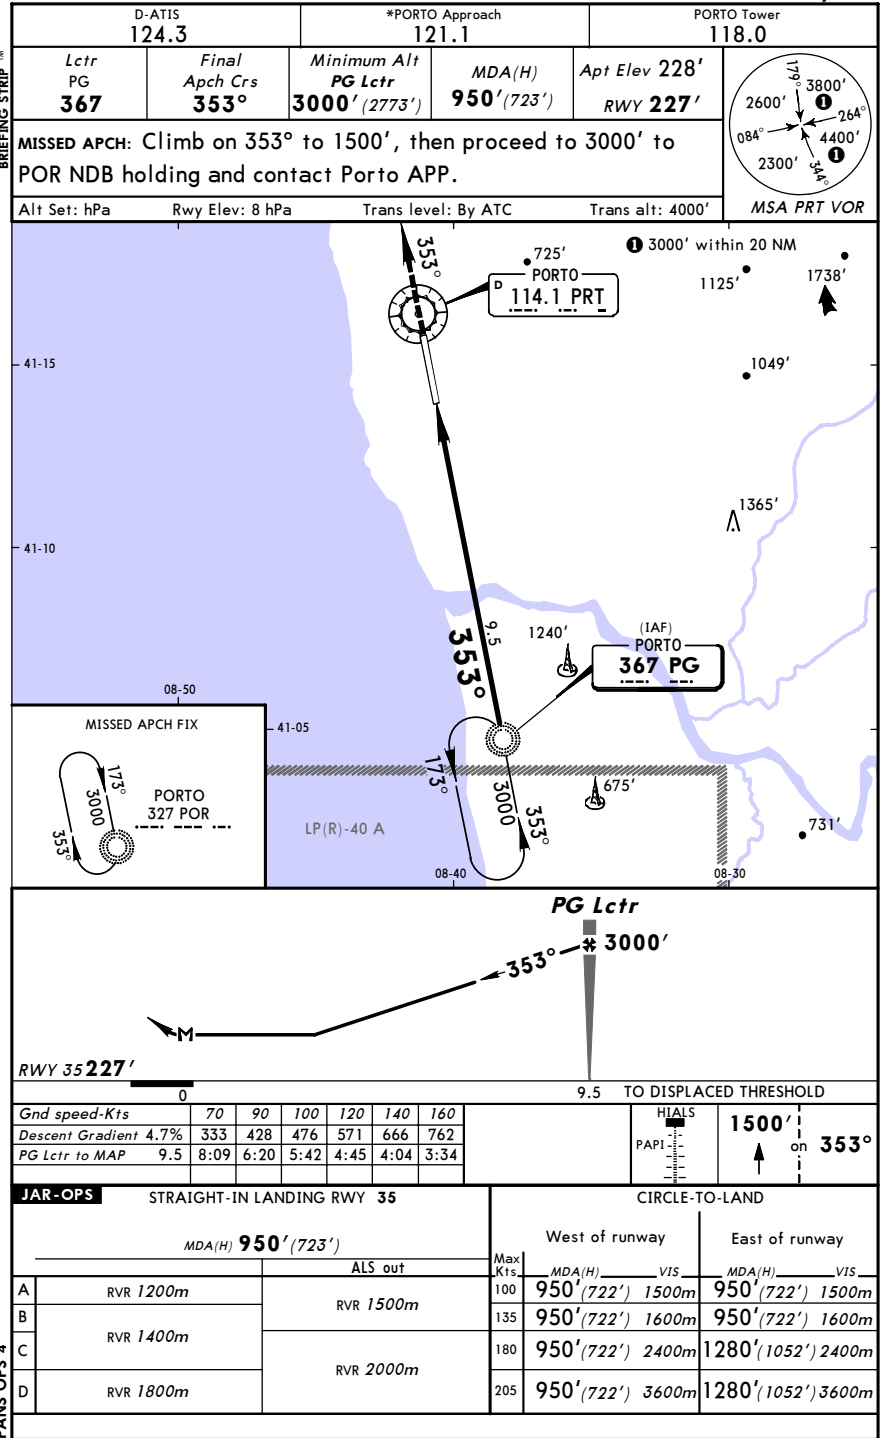 D-ATIS
124.3
*PORTO Approach
121.1
PORTO Tower
118.0
BRIEFING STRIP TM
Lctr
PG
367
Final
Apch Crs
353°
Minimum Alt
PG Lctr
3000' (2773')
MDA(H)
950' (723')
Apt Elev 228'
RWY 227'
MISSED APCH: Climb on 353° to 1500', then proceed to 3000' to
POR NDB holding and contact Porto APP.
Alt Set: hPa Rwy Elev: 8 hPa Trans level: By ATC Trans alt: 4000'
179°
3800'
1
2600'
264°
084°
4400'
1
2300'
344°
MSA PRT VOR
353°
725'
1 3000' within 20 NM
D
PORTO
114.1 PRT
1125'
1738'
41-15
1049'
1365'
41-10
9.5
353°
1240'
(IAF)
PORTO
367 PG
08-50
41-05
MISSED APCH FIX
173°
3000
353°
PORTO
327 POR
173°
3000
353°
675'
LP(R)-40 A
731'
08-40
08-30
PG Lctr
3000'
353°
M
RWY 35 227'
0
9.5 TO DISPLACED THRESHOLD
Gnd speed-Kts 70 90 100 120 140 160
Descent Gradient 4.7% 333 428 476 571 666 762
PG Lctr to MAP 9.5 8:09 6:20 5:42 4:45 4:04 3:34
HIALS
PAPI
1500'
on 353°
JAR-OPS STRAIGHT-IN LANDING RWY 35
CIRCLE-TO-LAND
MDA(H) 950' (723')
ALS out
West of runway
East of runway
Max
Kts
MDA(H) VIS MDA(H) VIS
A RVR 1200m
RVR 1500m
100 950' (722') 1500m 950' (722') 1500m
B
RVR 1400m
135 950' (722') 1600m 950' (722') 1600m
C
RVR 2000m
180 950' (722') 2400m 1280' (1052') 2400m
D RVR 1800m
205 950' (722') 3600m 1280' (1052') 3600m
PANS OPS 4